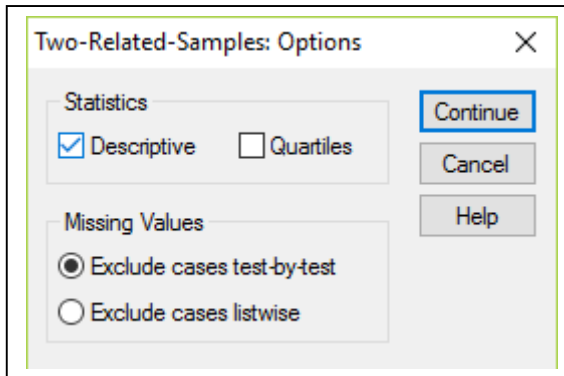 Two-Related-Samples: Options
Statistics
Descriptive Quartiles
Continue
Cancel
Help
Missing Values
Exclude cases test-by-test
Exclude cases listwise